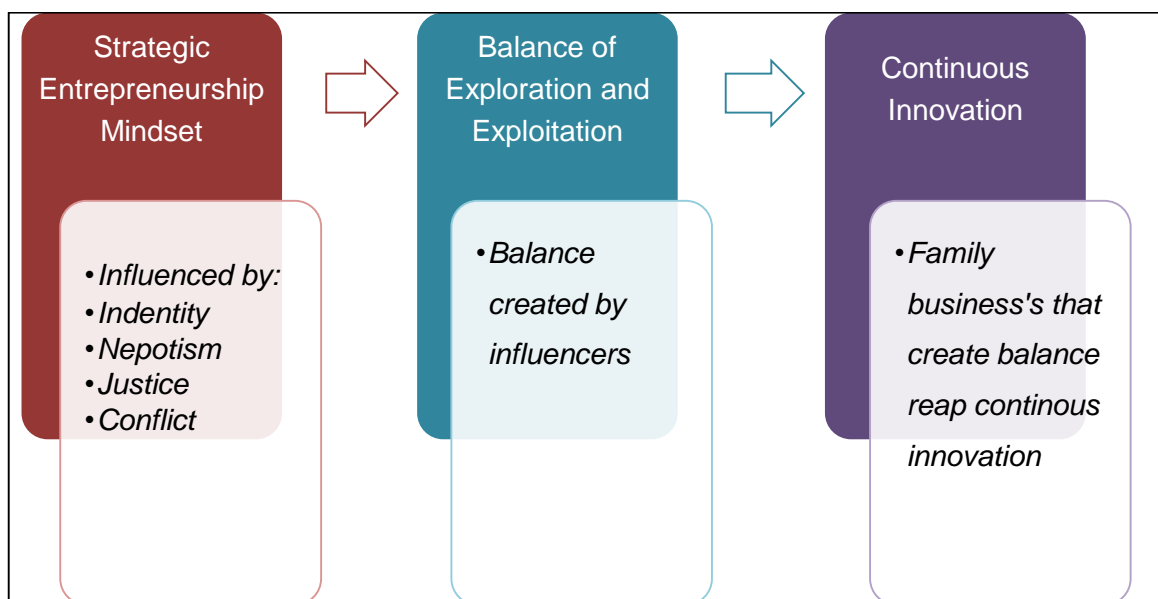 Strategic
Entrepreneurship
Mindset
• Influenced by:
• Indentity
• Nepotism
• Justice
• Conflict
Balance of
Exploration and
Exploitation
• Balance
created by
influencers
Continuous
Innovation
• Family
business's that
create balance
reap continous
innovation